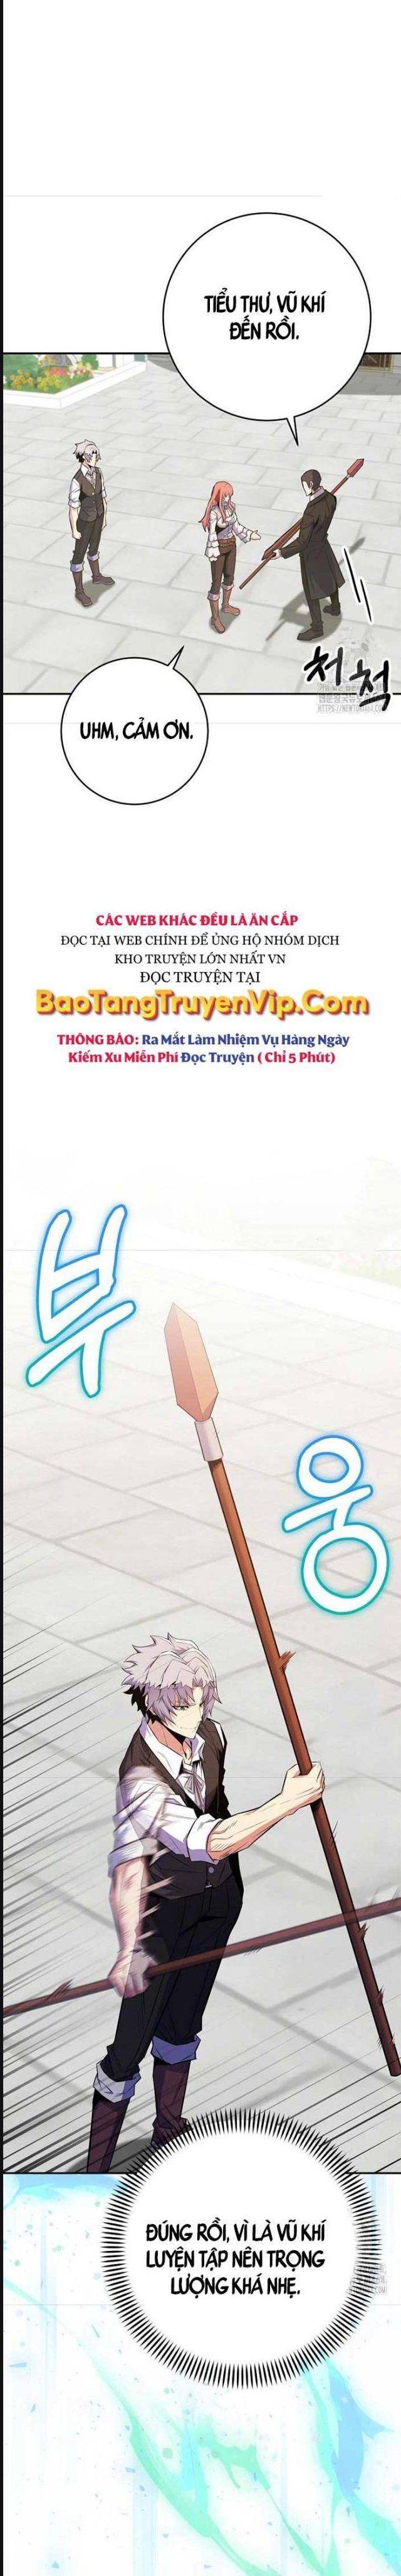 TIỂU THƯ, VŨ KHÍ
ĐẾN RỒI.
처척
UHM, CẢM ƠN.
CÁC WEB KHÁC ĐỀU LÀ ĂN CẮP
ĐỌC TẠI WEB CHÍNH ĐỂ ỦNG HỘ NHÓM DỊCH
KHO TRUYỆN LỚN NHẤT VN
ĐỌC TRUYỆN TẠI
BaoTangTruyenVip.Com
THÔNG BÁO: Ra Mắt Làm Nhiệm Vụ Hàng Ngày
Kiếm Xu Miễn Phí Đọc Truyện ( Chỉ 5 Phút)
부
웅
ĐÚNG RỒI, VÌ LÀ VŨ KHÍ
LUYỆN TẬP NÊN TRỌNG
LƯỢNG KHÁ NHẸ.